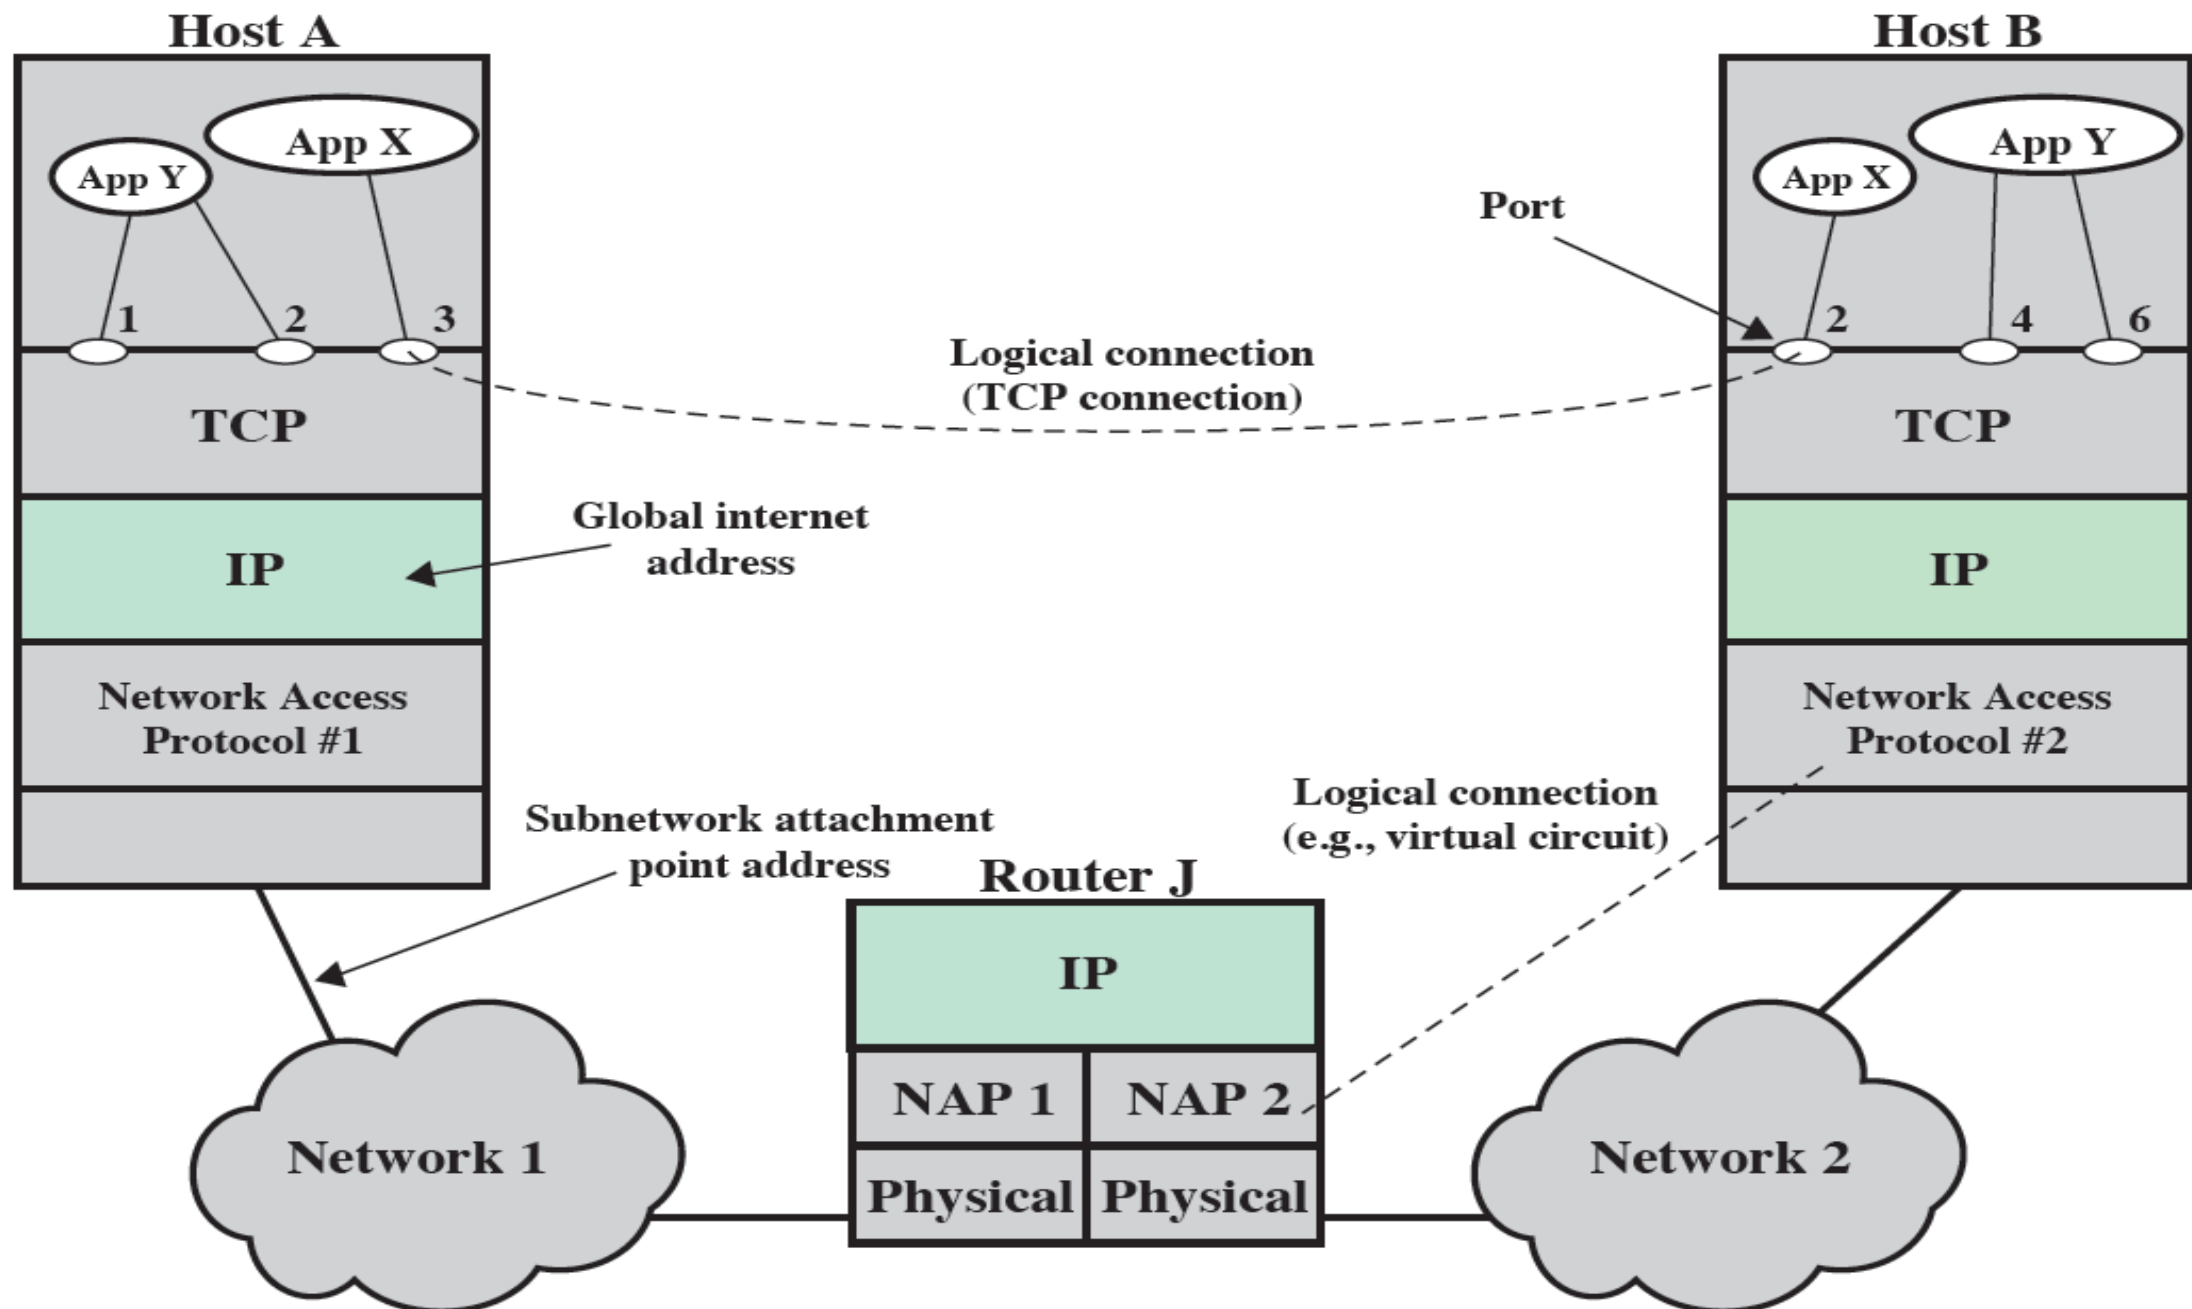 Host A
Host B
App Y
App X
App X
App Y
Port
1
2
3
2
4
6
Logical connection
(TCP connection)
TCP
TCP
Global internet
address
IP
IP
Network Access
Protocol #1
Network Access
Protocol #2
Subnetwork attachment
point address
Logical connection
(e.g., virtual circuit)
Router J
IP
NAP 1
NAP 2
Network 1
Network 2
Physical
Physical